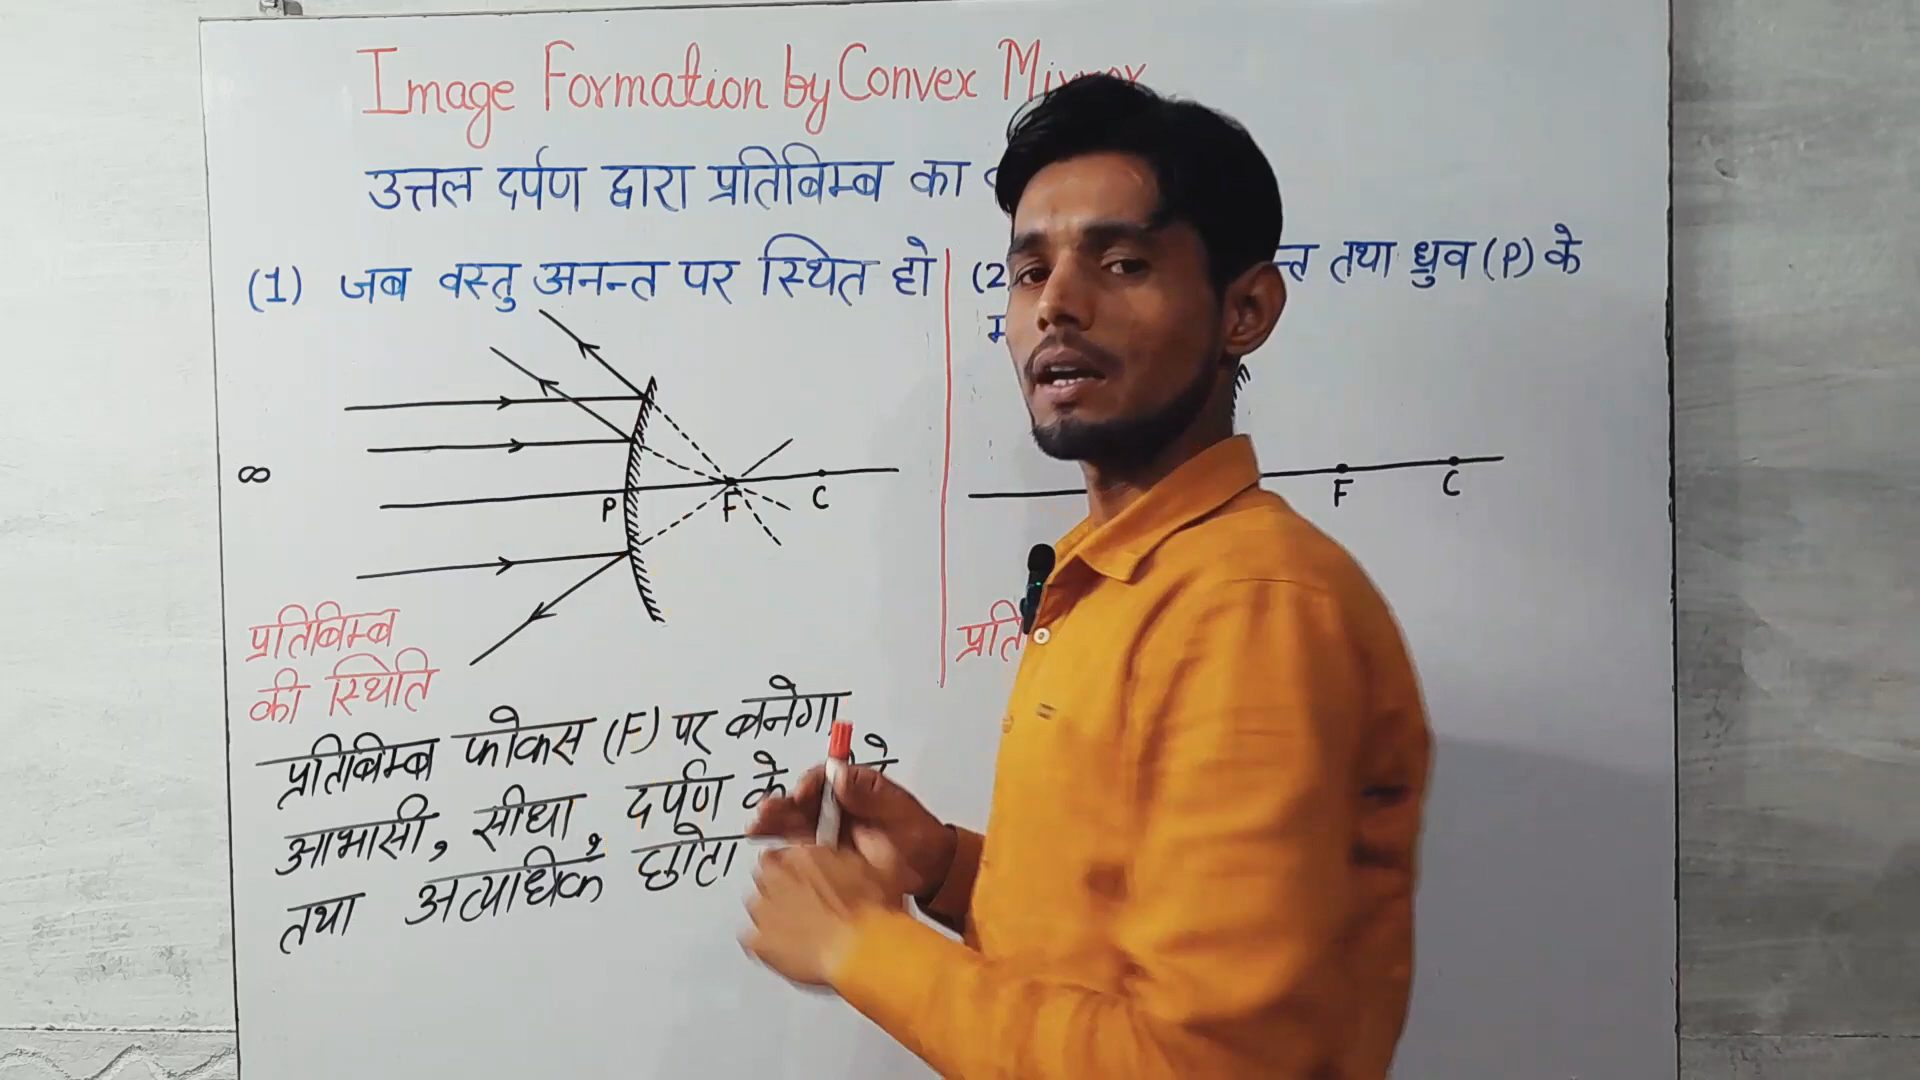 Image Formation by Convex Mirror
उत्तल दर्पण द्वारा प्रतिबिम्ब का
(1) जब वस्तु अनन्त पर स्थित हो
(2
तथा ध्रुव (P) के
∞
P
F
C
F
C
प्रतिबिम्ब
की स्थिति
प्रति
प्रतिबिम्ब फोकस (F) पर बनेगा
आभासी, सीधा, दर्पण के
तथा अत्याधिक छोटा